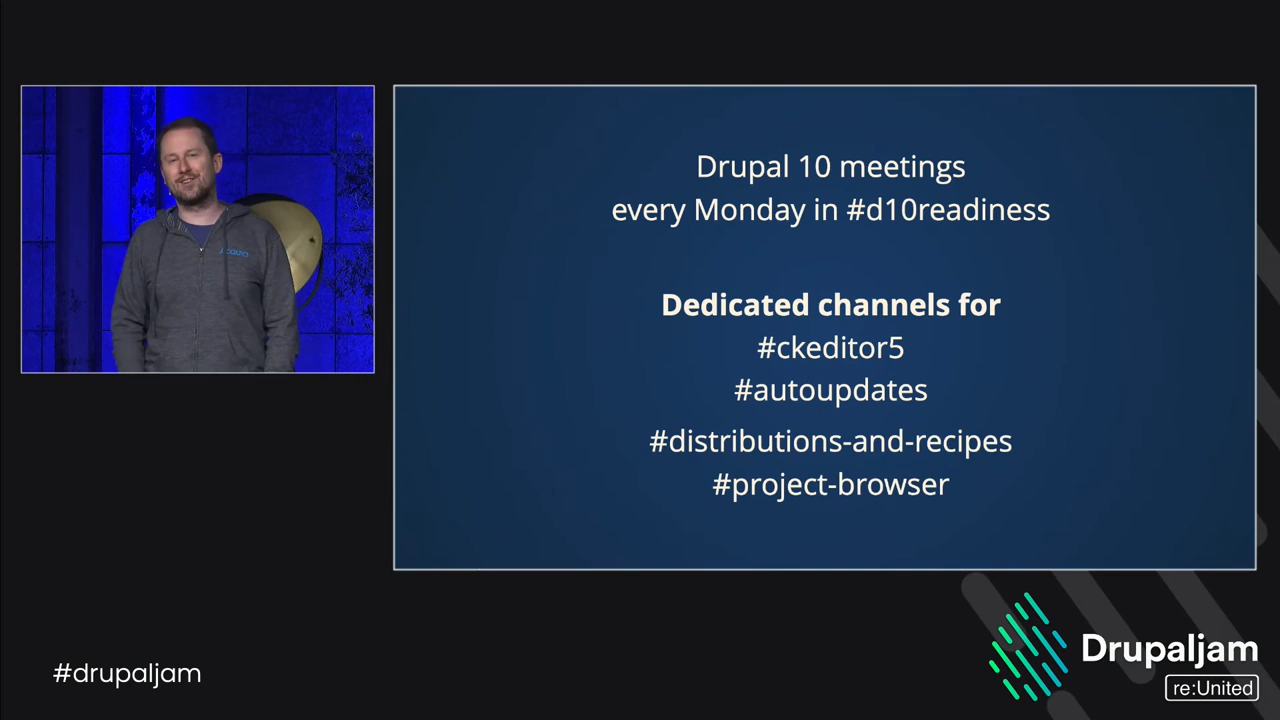 Acquia
Drupal 10 meetings
every Monday in #d10readiness
Dedicated channels for
#ckeditor5
#autoupdates
#distributions-and-recipes
#project-browser
#drupaljam
Drupaljam
re:United